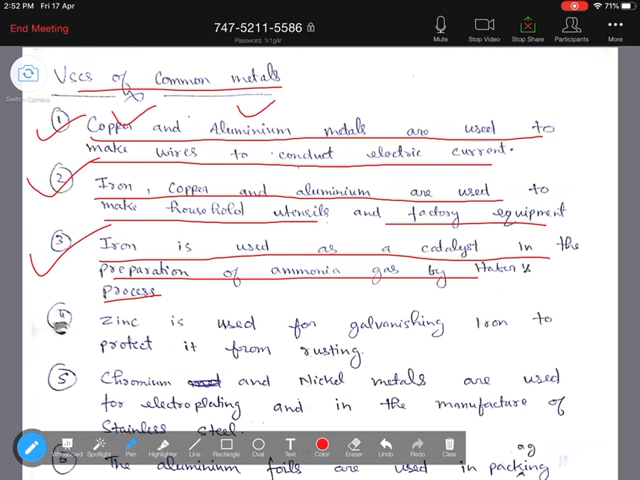 2:52 PM Fri 17 Apr
71%
End Meeting
747-5211-5586
Password: 1r1g4r
Mute
Stop Video
Stop Share
Participants
More
Switch Camera
Uses of Common metals
① Copper and Aluminium metals are used to
make wires to conduct electric current.
② Iron, Copper and aluminium are used to
make household utensils and factory equipment
③ Iron is used as a catalyst in the
preparation of ammonia gas by Haber's
process
④ Zinc is used for galvanishing Iron to
protect it from rusting.
⑤ Chromium and Nickel metals are used
for electroplating and in the manufacture of
Stainless steel.
Whiteboard
Spotlight
Pen
Highlighter
Line
Rectangle
Oval
Text
Color
Eraser
Undo
Redo
Clear
ag
⑥ The aluminium foils are used in packing